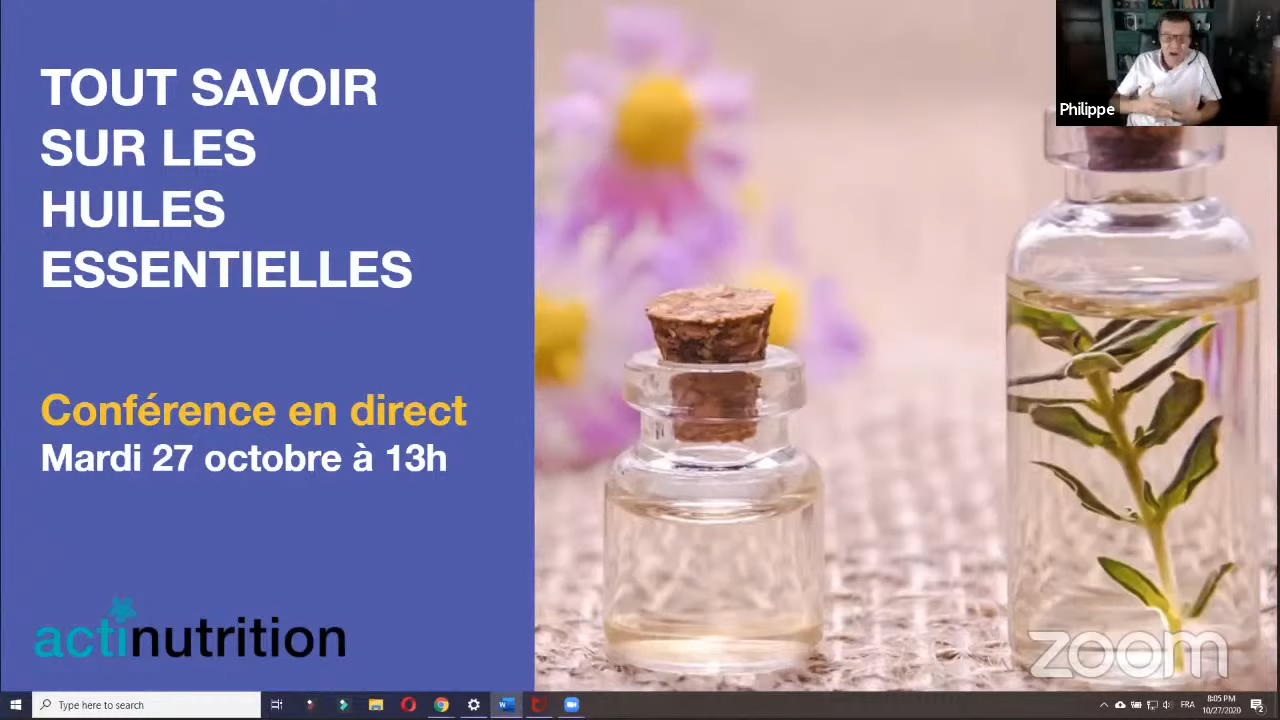 TOUT SAVOIR
SUR LES
HUILES
ESSENTIELLES
Conférence en direct
Mardi 27 octobre à 13h
actinutrition
Philippe
zoom
Type here to search
FRA
8:05 PM
10/27/2020